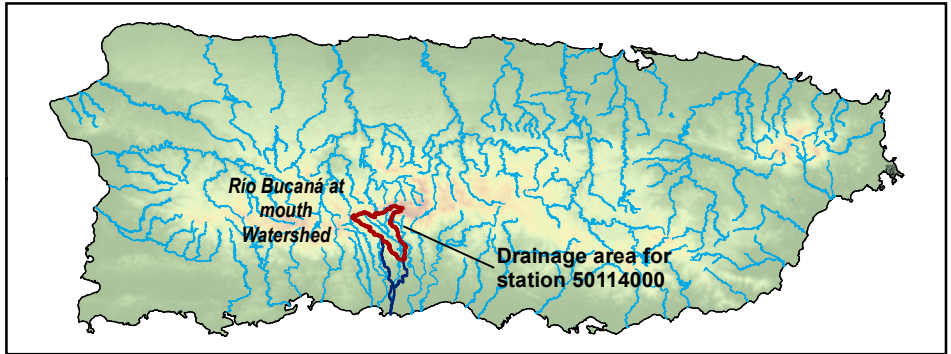 Río Bucaná at
mouth
Watershed
Drainage area for
station 50114000